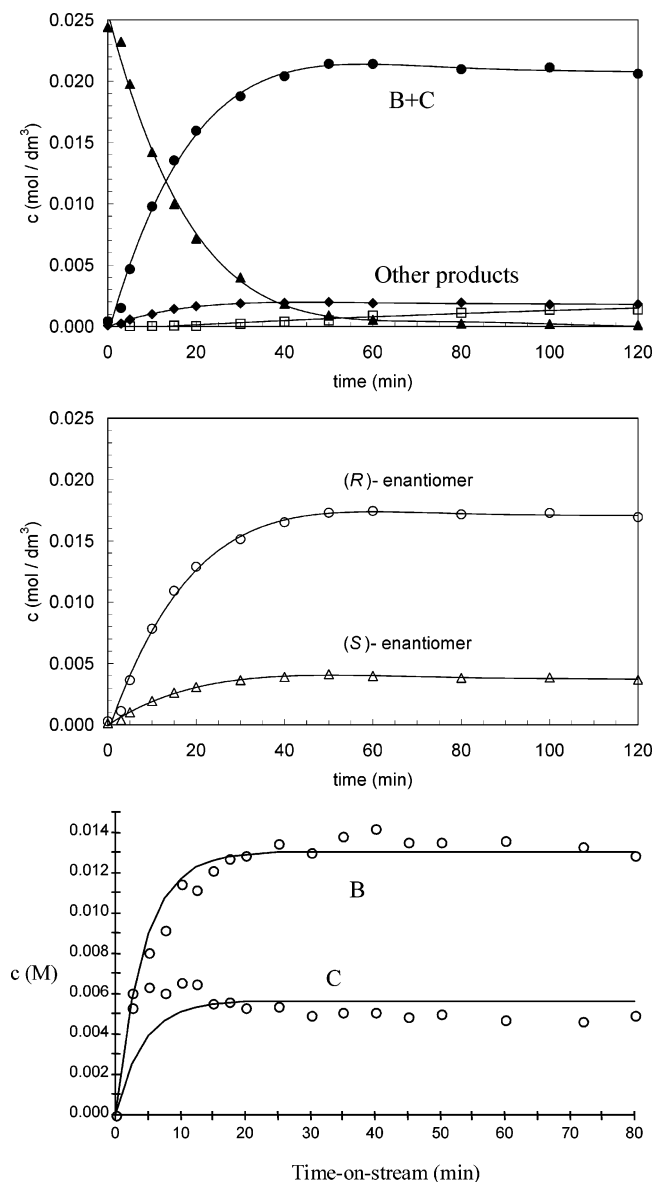 0.025
0.020
0.015
0.010
0.005
0.000
c (mol / dm³)
B+C
Other products
0 20 40 60 80 100 120
time (min)
0.025
0.020
0.015
0.010
0.005
0.000
c (mol / dm³)
(R)- enantiomer
(S)- enantiomer
0 20 40 60 80 100 120
time (min)
0.014
0.012
0.010
0.008
0.006
0.004
0.002
0.000
c (M)
B
C
0 10 20 30 40 50 60 70 80
Time-on-stream (min)